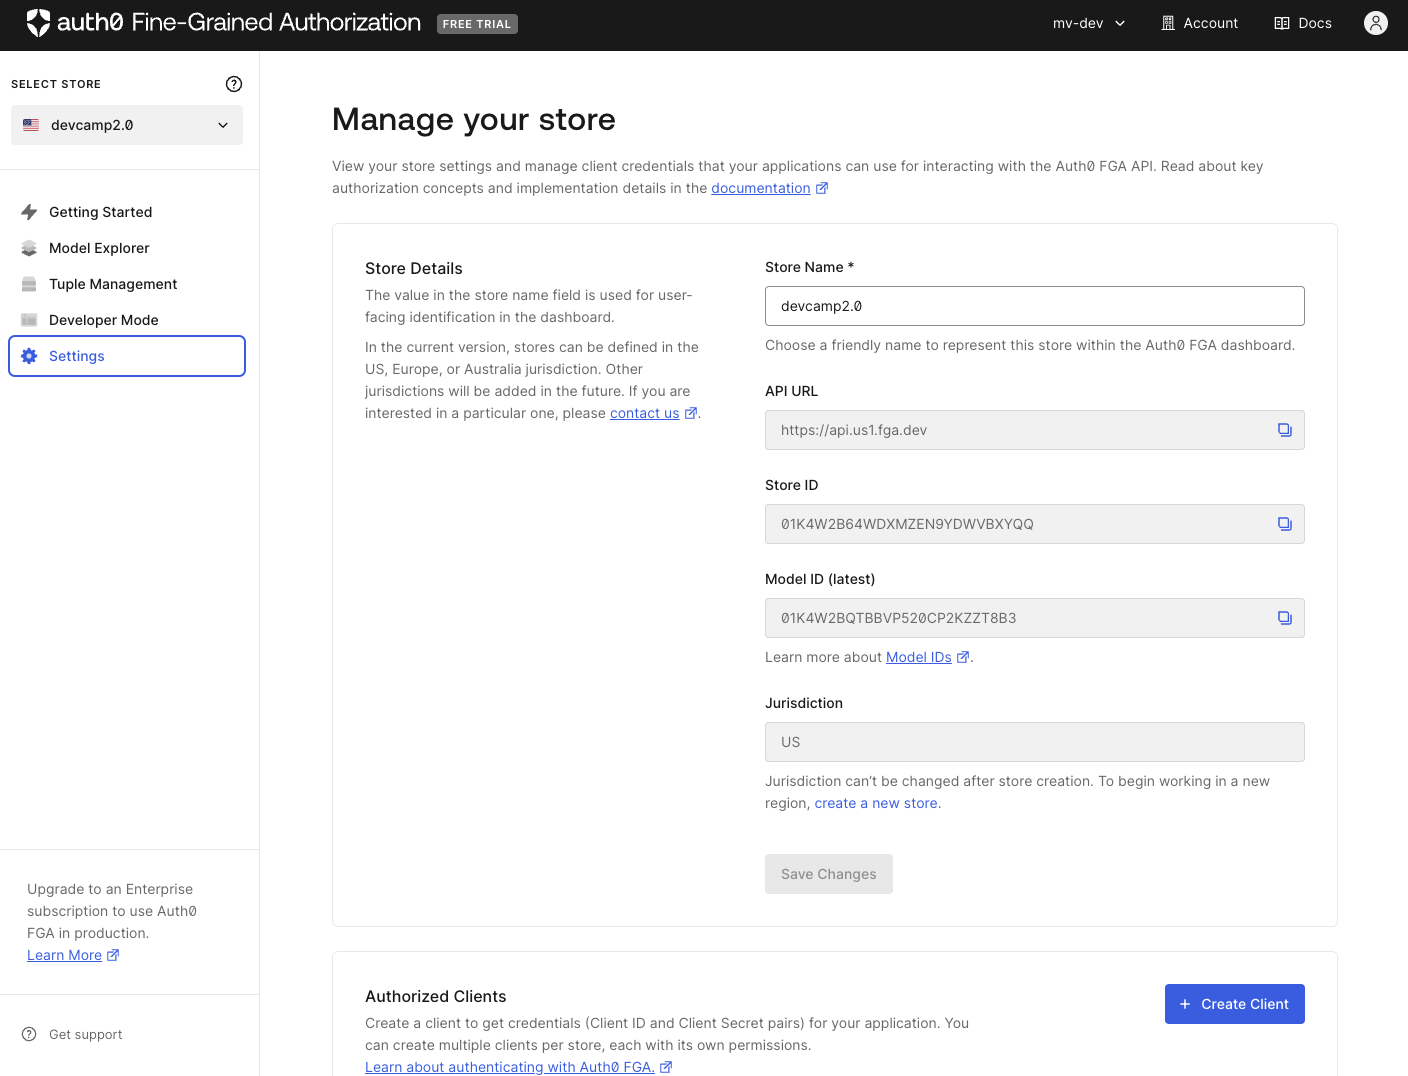 auth0 Fine-Grained Authorization FREE TRIAL mv-dev Account Docs
SELECT STORE
devcamp2.0
Getting Started
Model Explorer
Tuple Management
Developer Mode
Settings
Upgrade to an Enterprise
subscription to use Auth0
FGA in production.
Learn More
Get support
Manage your store
View your store settings and manage client credentials that your applications can use for interacting with the Auth0 FGA API. Read about key
authorization concepts and implementation details in the documentation
Store Details
The value in the store name field is used for user-
facing identification in the dashboard.
In the current version, stores can be defined in the
US, Europe, or Australia jurisdiction. Other
jurisdictions will be added in the future. If you are
interested in a particular one, please contact us.
Store Name *
devcamp2.0
Choose a friendly name to represent this store within the Auth0 FGA dashboard.
API URL
https://api.us1.fga.dev
Store ID
01K4W2B64WDXMZEN9YDWVBXYQQ
Model ID (latest)
01K4W2BQTBBVP520CP2KZZT8B3
Learn more about Model IDs.
Jurisdiction
US
Jurisdiction can't be changed after store creation. To begin working in a new
region, create a new store.
Save Changes
Authorized Clients
Create a client to get credentials (Client ID and Client Secret pairs) for your application. You
can create multiple clients per store, each with its own permissions.
Learn about authenticating with Auth0 FGA.
+ Create Client